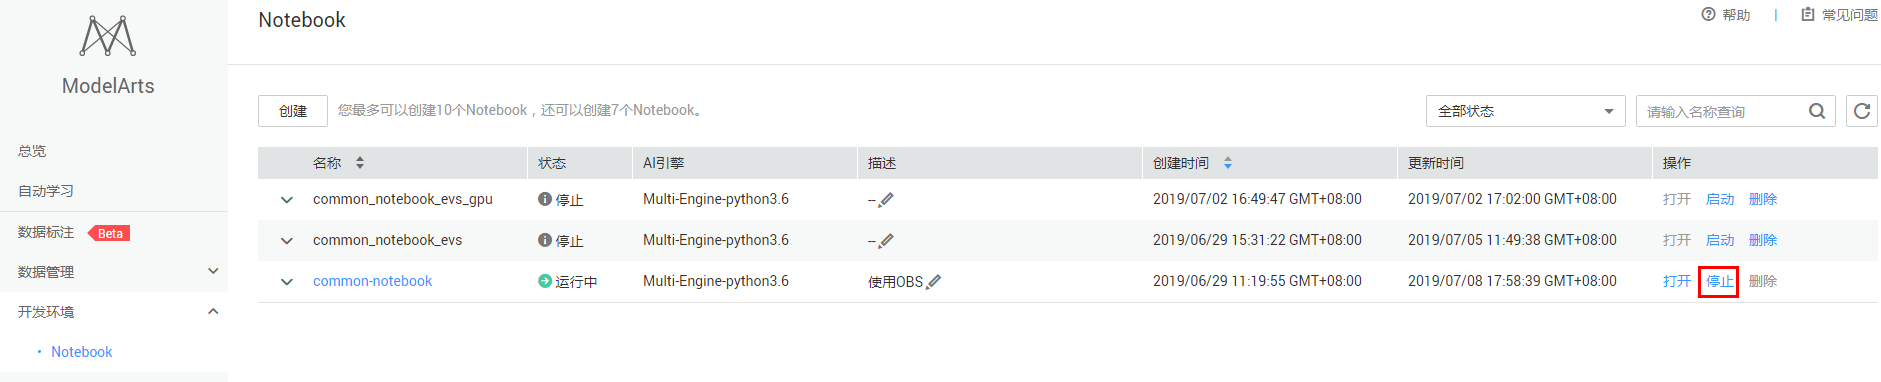 Notebook
帮助 | 常见问题
ModelArts
总览
自动学习
数据标注 Beta
数据管理
开发环境
Notebook
创建 您最多可以创建10个Notebook，还可以创建7个Notebook。 全部状态 请输入名称查询
名称 状态 AI引擎 描述 创建时间 更新时间 操作
common_notebook_evs_gpu 停止 Multi-Engine-python3.6 -- 2019/07/02 16:49:47 GMT+08:00 2019/07/02 17:02:00 GMT+08:00 打开 启动 删除
common_notebook_evs 停止 Multi-Engine-python3.6 -- 2019/06/29 15:31:22 GMT+08:00 2019/07/05 11:49:38 GMT+08:00 打开 启动 删除
common-notebook 运行中 Multi-Engine-python3.6 使用OBS 2019/06/29 11:19:55 GMT+08:00 2019/07/08 17:58:39 GMT+08:00 打开 停止 删除